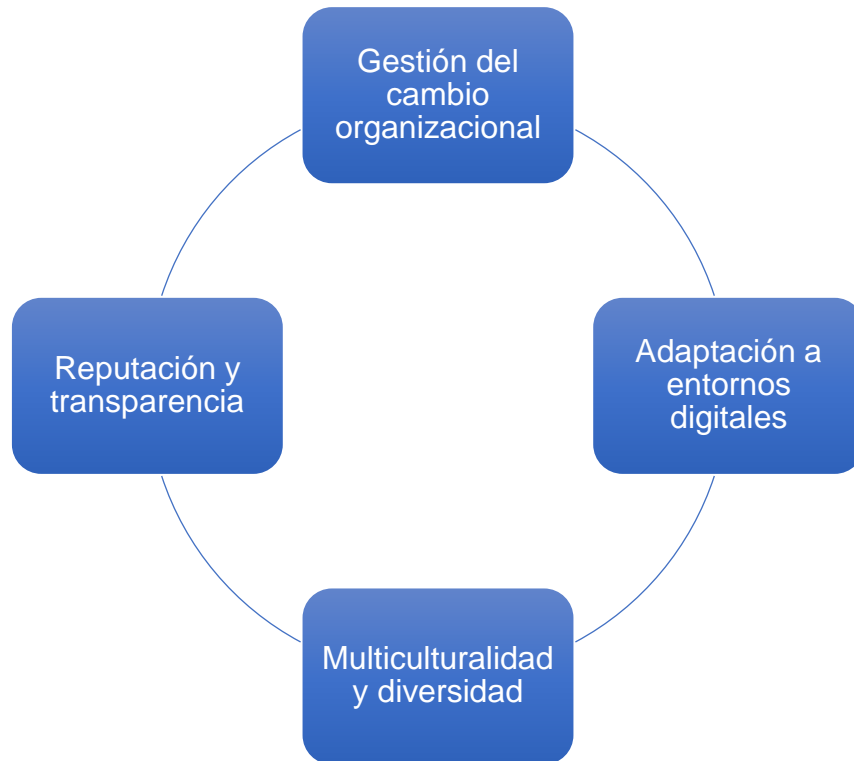 Gestión del
cambio
organizacional
Adaptación a
entornos
digitales
Multiculturalidad
y diversidad
Reputación y
transparencia